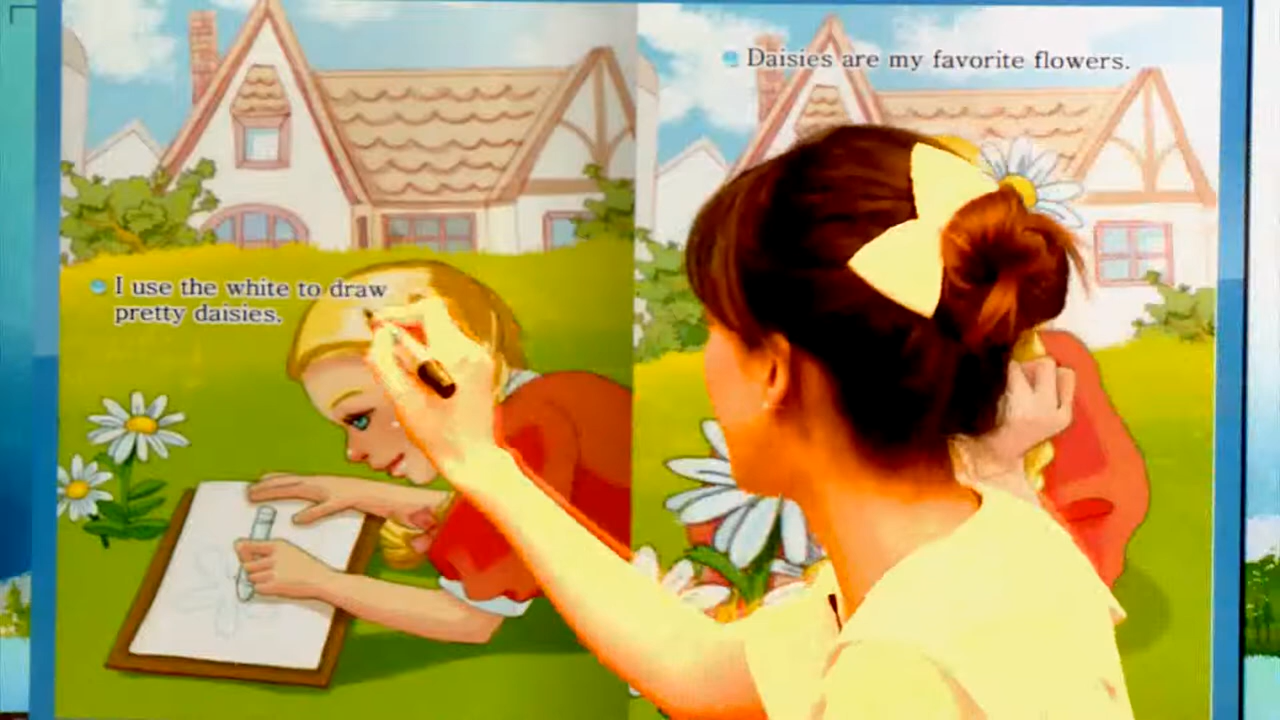 I use the white to draw
pretty daisies.
Daisies are my favorite flowers.